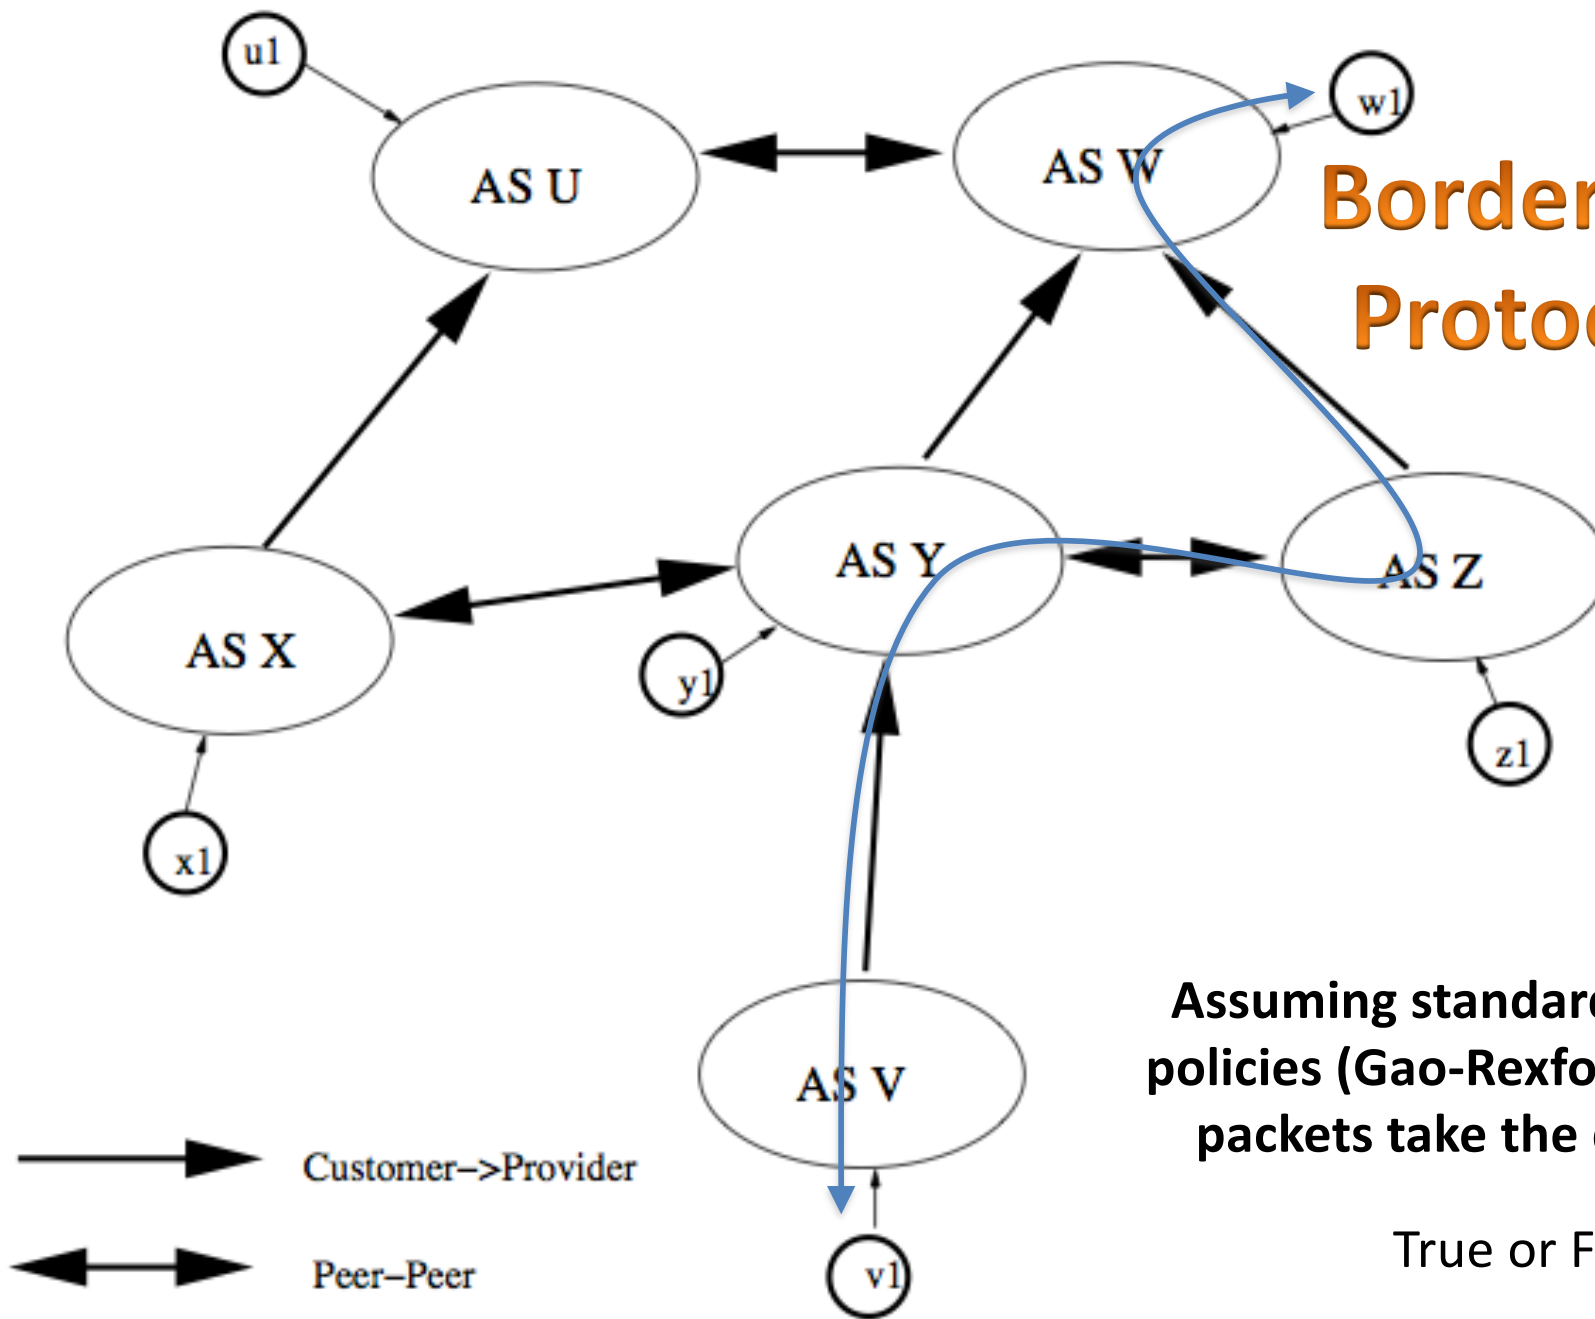 u1
w1
AS U
AS W
Border
AS Y
AS Z
AS X
y1
z1
x1
Assuming standard
AS V
policies (Gao-Rexfo
packets take the
Customer–>Provider
True or F
Peer–Peer
v1